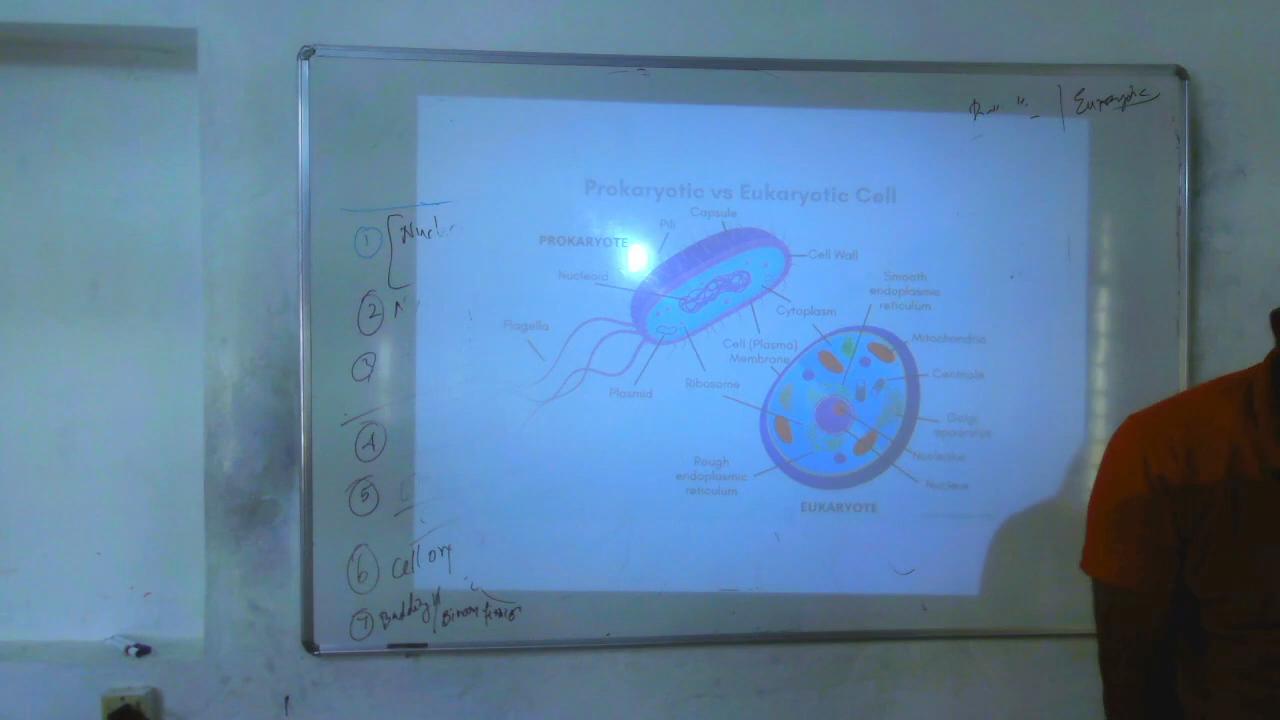 Eukaryotic
Prokaryotic vs Eukaryotic Cell
Capsule
Pili
PROKARYOTE
Cell Wall
Nucleoid
Smooth
endoplasmic
reticulum
Cytoplasm
Flagella
Cell (Plasma)
Membrane
Mitochondria
Centriole
Plasmid
Ribosome
Golgi
apparatus
Nucleolus
Rough
endoplasmic
reticulum
Nucleus
EUKARYOTE
① Nucl
② N
③
④
⑤
⑥ Cell org
⑦ Budding / Binary fission